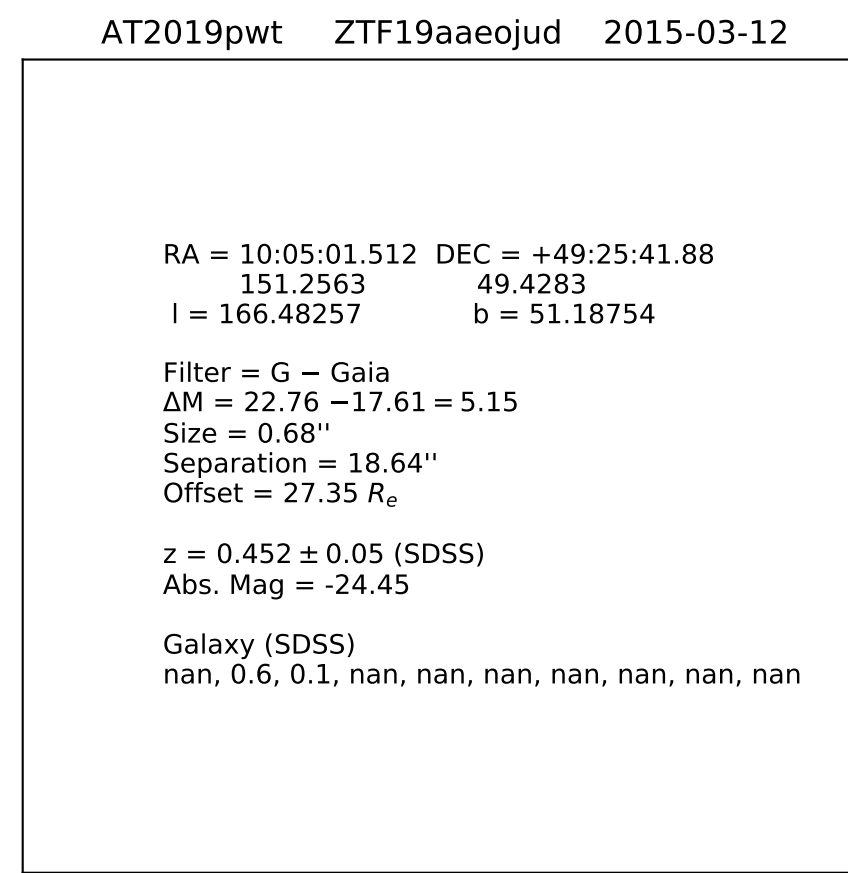 AT2019pwt ZTF19aaeojud 2015-03-12
RA = 10:05:01.512 DEC = +49:25:41.88
151.2563 49.4283
l = 166.48257 b = 51.18754
Filter = G − Gaia
ΔM = 22.76 −17.61 = 5.15
Size = 0.68''
Separation = 18.64''
Offset = 27.35 Re
z = 0.452 ± 0.05 (SDSS)
Abs. Mag = -24.45
Galaxy (SDSS)
nan, 0.6, 0.1, nan, nan, nan, nan, nan, nan, nan